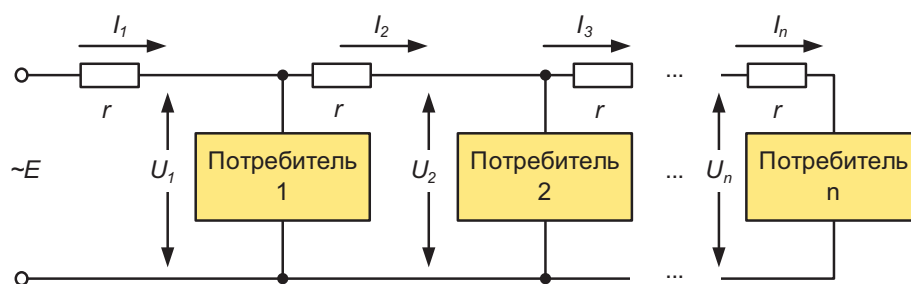 I₁ I₂ I₃ Iₙ
...
r r r r
~E U₁ Потребитель 1 U₂ Потребитель 2 ... Uₙ Потребитель n
...